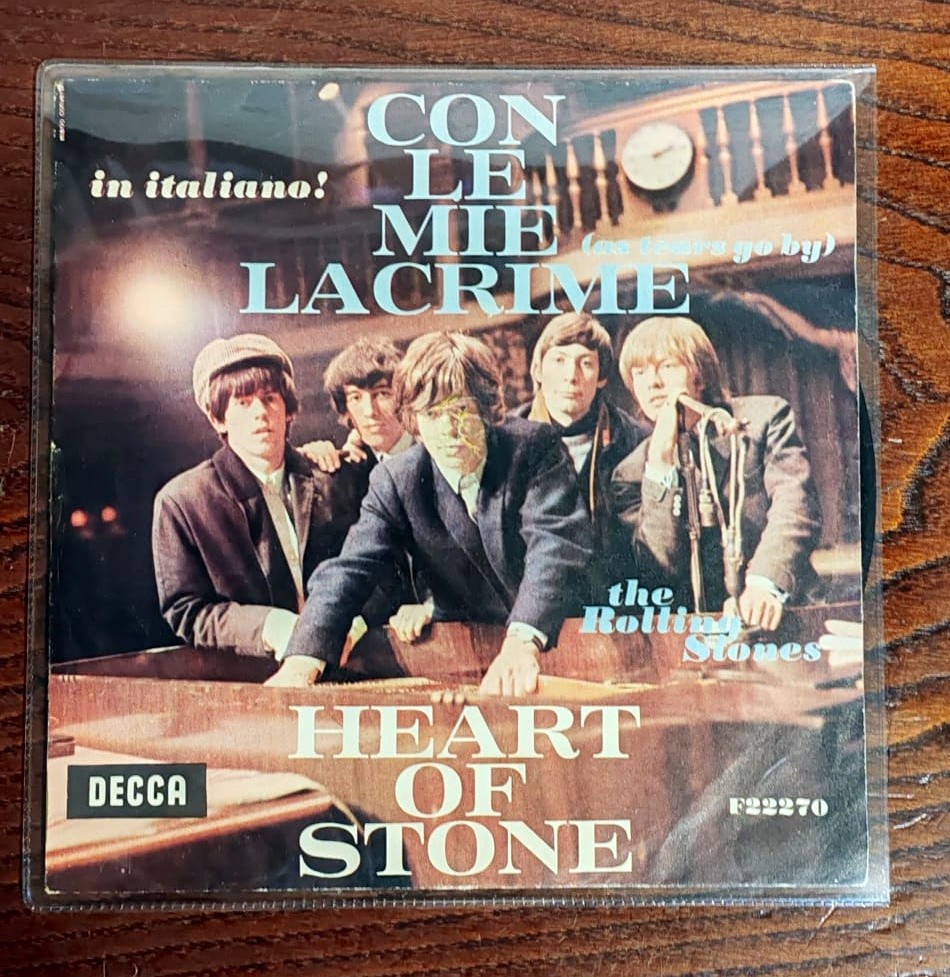 in italiano!
CON
LE
MIE
(as tears go by)
LACRIME
the
Rolling
Stones
HEART
OF
STONE
DECCA
F22270